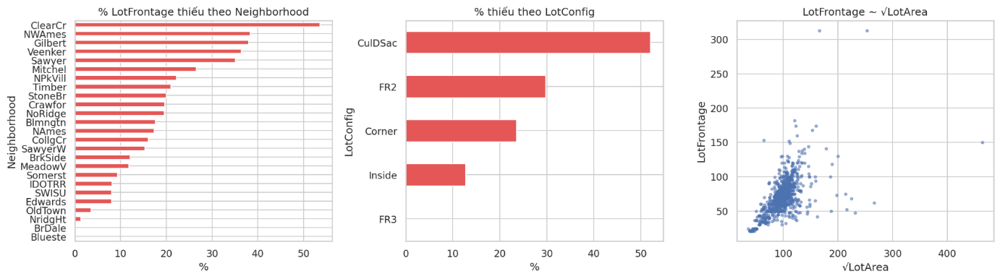 % LotFrontage thiếu theo Neighborhood
Neighborhood
ClearCr
NWAmes
Gilbert
Veenker
Sawyer
Mitchel
NPkVill
Timber
StoneBr
Crawfor
NoRidge
Blmngtn
NAmes
CollgCr
SawyerW
BrkSide
MeadowV
Somerst
IDOTRR
SWISU
Edwards
OldTown
NridgHt
BrDale
Blueste
0 10 20 30 40 50
%
% thiếu theo LotConfig
LotConfig
CulDSac
FR2
Corner
Inside
FR3
0 10 20 30 40 50
%
LotFrontage ~ √LotArea
LotFrontage
300
250
200
150
100
50
100 200 300 400
√LotArea